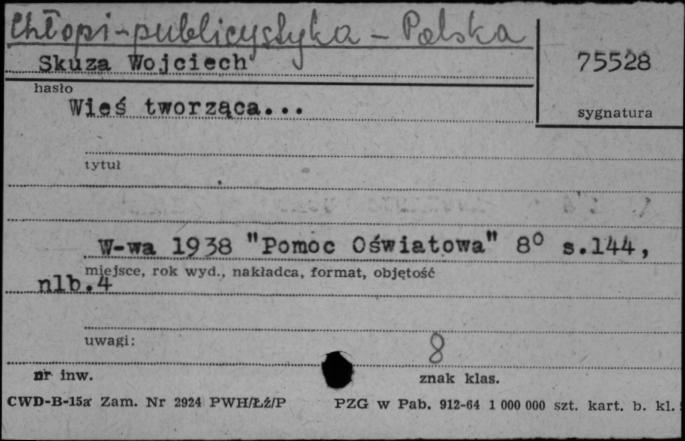 Chłopi-publicystyka - Polska
Skuza Wojciech
75528
hasło
Wieś tworząca...
sygnatura
tytuł
W-wa 1938 "Pomoc Oświatowa" 8° s.144,
miejsce, rok wyd., nakładca, format, objętość
nlb.4
uwagi:
8
nr inw.
znak klas.
CWD-B-15a Zam. Nr 2924 PWH/Łż/P
PZG w Pab. 912-64 1 000 000 szt. kart. b. kl.